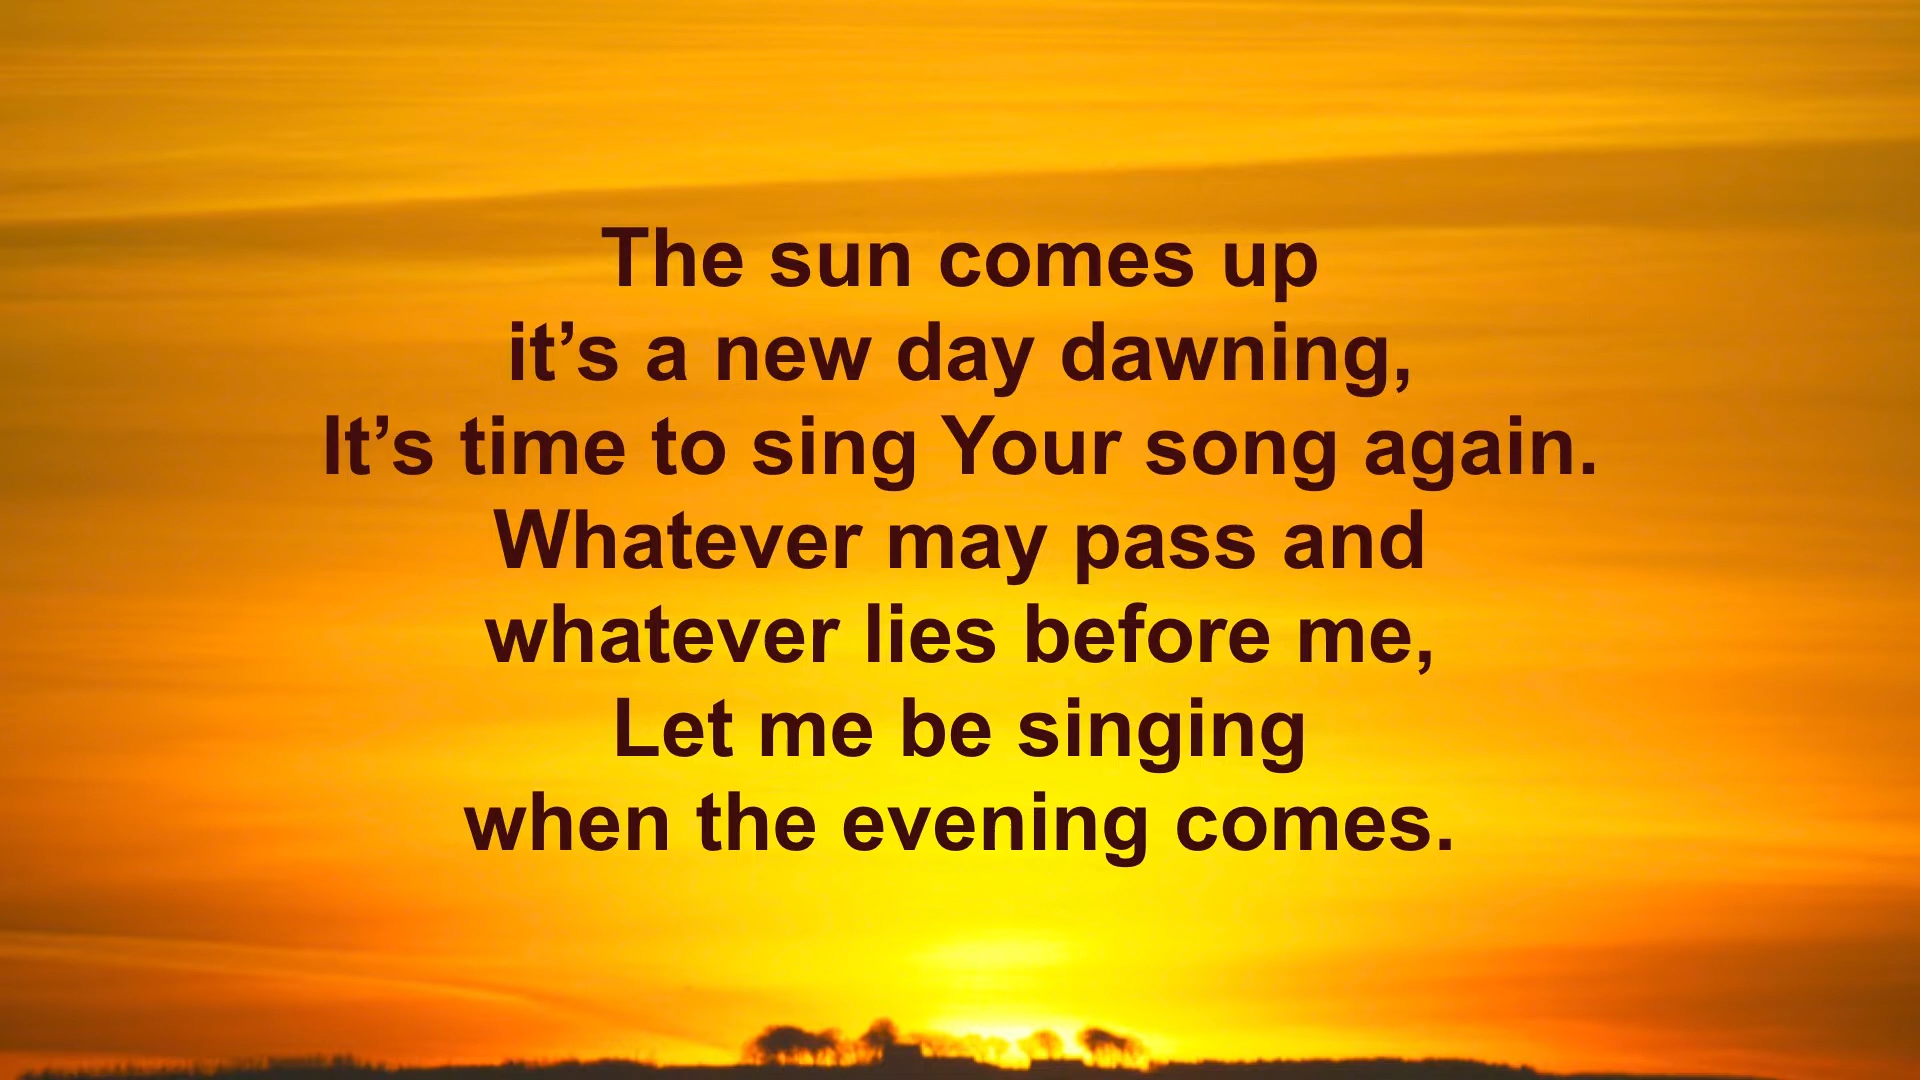 The sun comes up
it’s a new day dawning,
It’s time to sing Your song again.
Whatever may pass and
whatever lies before me,
Let me be singing
when the evening comes.